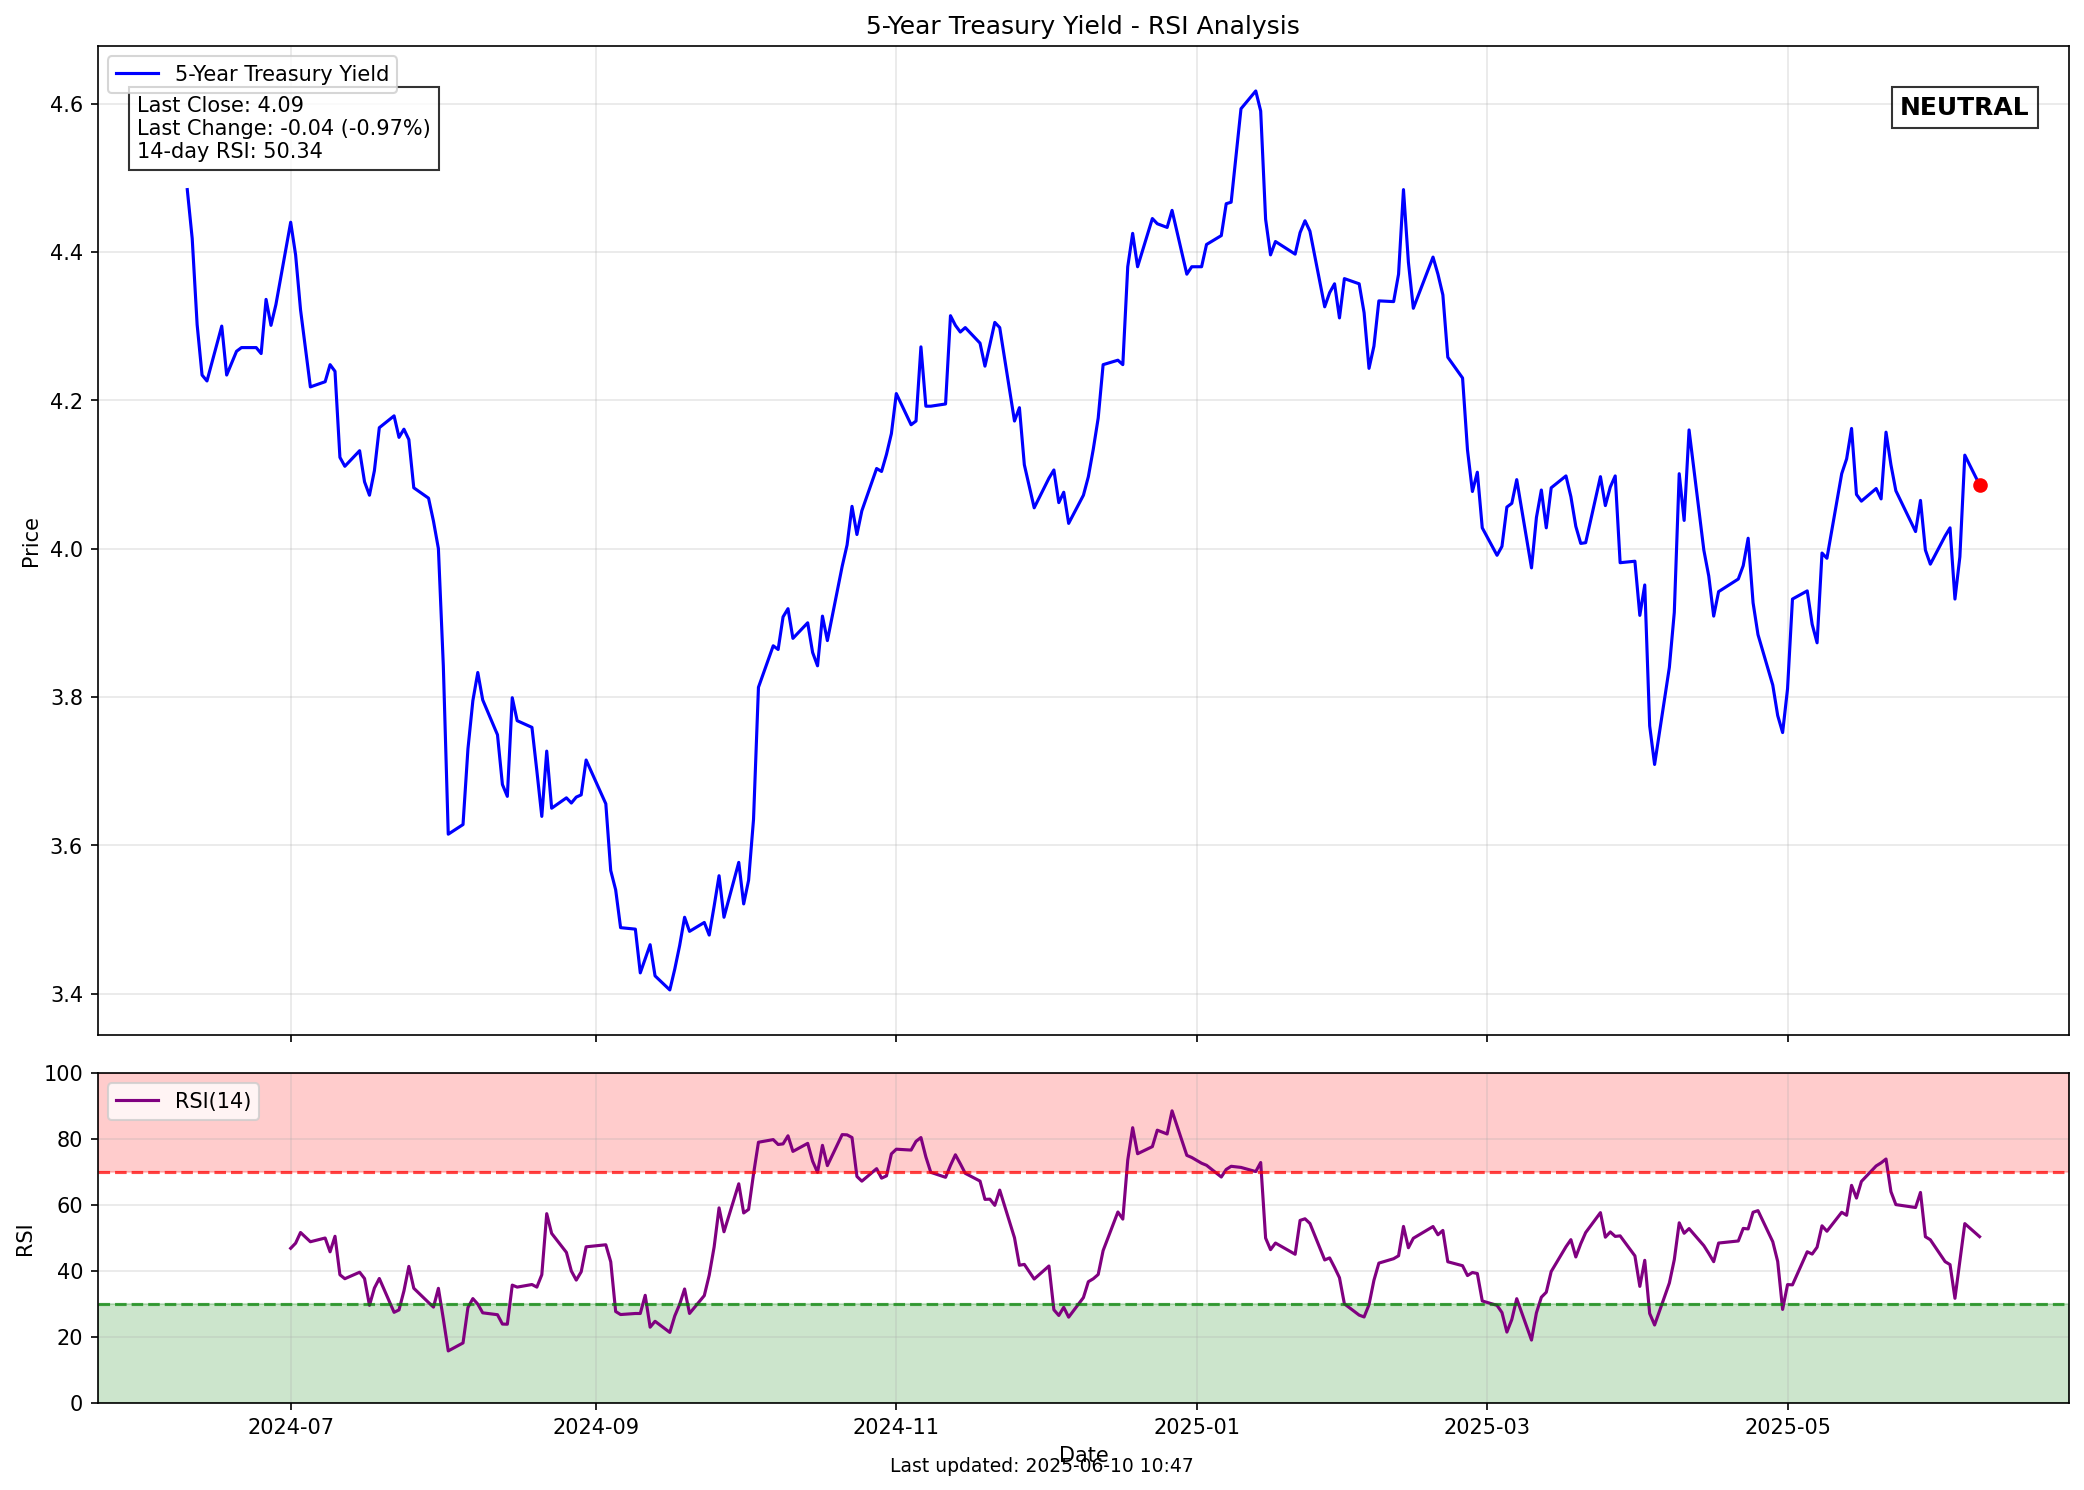 5-Year Treasury Yield - RSI Analysis
5-Year Treasury Yield
Last Close: 4.09
Last Change: -0.04 (-0.97%)
14-day RSI: 50.34
NEUTRAL
Price
4.6
4.4
4.2
4.0
3.8
3.6
3.4
RSI(14)
RSI
100
80
60
40
20
0
2024-07
2024-09
2024-11
2025-01
2025-03
2025-05
Date
Last updated: 2025-06-10 10:47